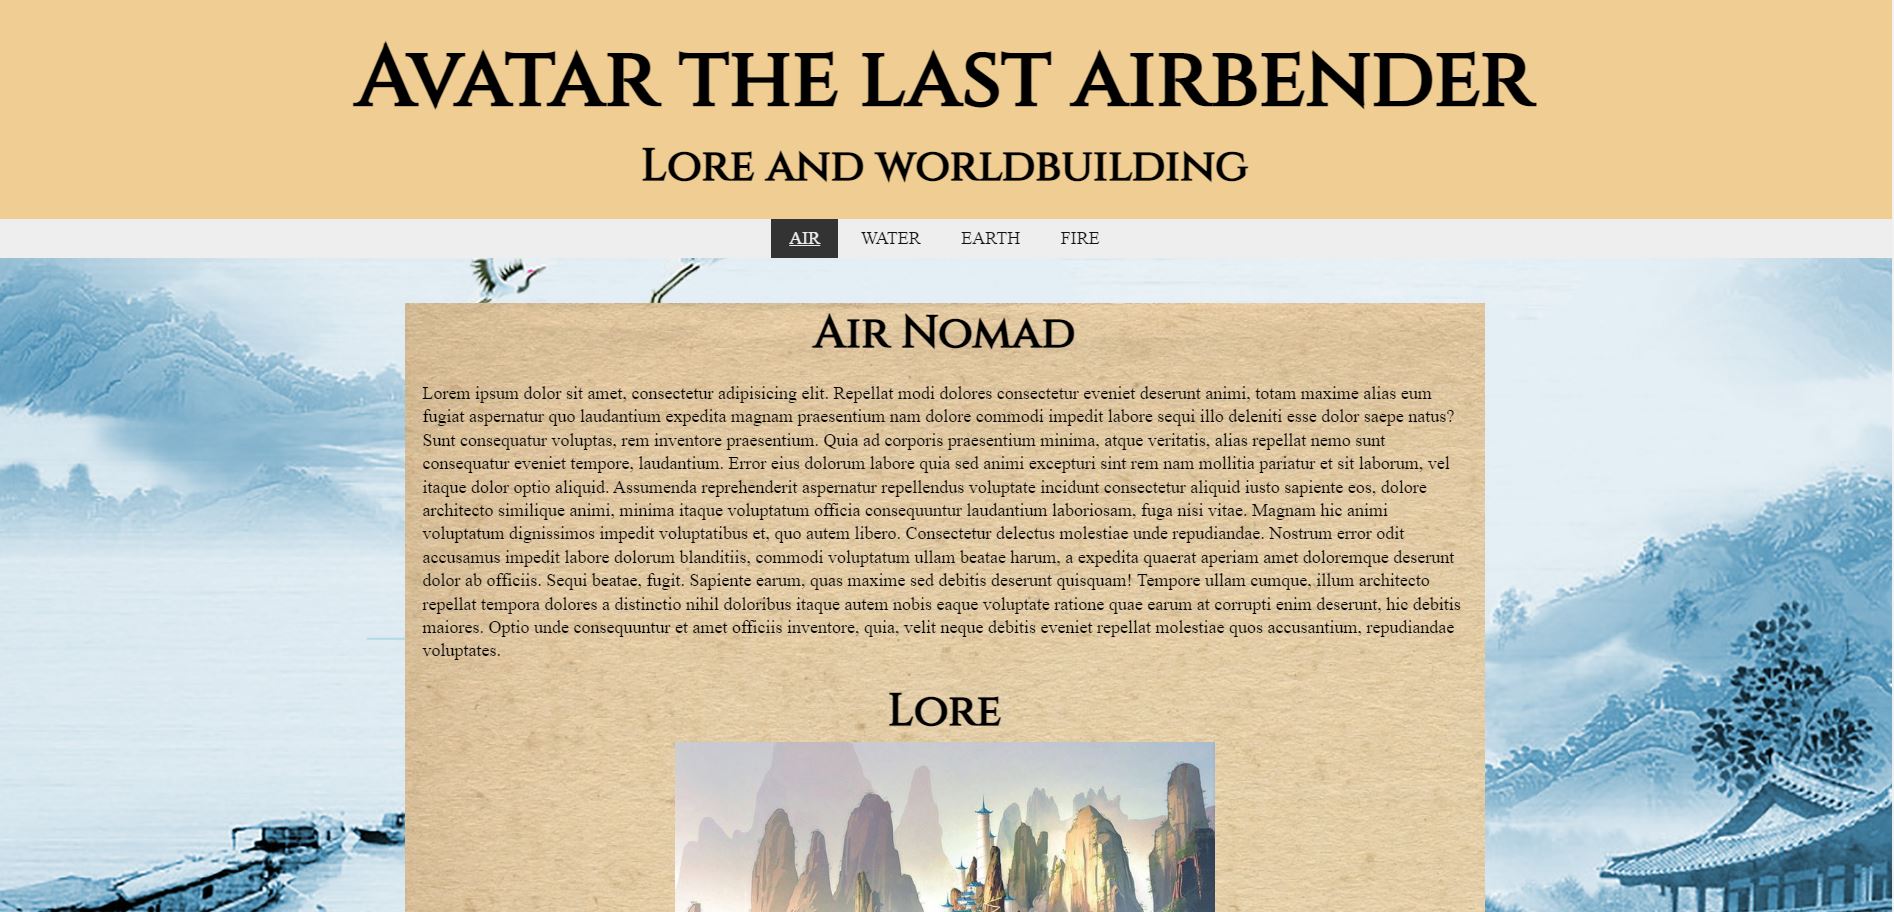 Avatar the last airbender
Lore and worldbuilding
AIR WATER EARTH FIRE
Air Nomad
Lorem ipsum dolor sit amet, consectetur adipisicing elit. Repellat modi dolores consectetur eveniet deserunt animi, totam maxime alias eum
fugiat aspernatur quo laudantium expedita magnam praesentium nam dolore commodi impedit labore sequi illo deleniti esse dolor saepe natus?
Sunt consequatur voluptas, rem inventore praesentium. Quia ad corporis praesentium minima, atque veritatis, alias repellat nemo sunt
consequatur eveniet tempore, laudantium. Error eius dolorum labore quia sed animi excepturi sint rem nam mollitia pariatur et sit laborum, vel
itaque dolor optio aliquid. Assumenda reprehenderit aspernatur repellendus voluptate incidunt consectetur aliquid iusto sapiente eos, dolore
architecto similique animi, minima itaque voluptatum officia consequuntur laudantium laboriosam, fuga nisi vitae. Magnam hic animi
voluptatum dignissimos impedit voluptatibus et, quo autem libero. Consectetur delectus molestiae unde repudiandae. Nostrum error odit
accusamus impedit labore dolorum blanditiis, commodi voluptatum ullam beatae harum, a expedita quaerat aperiam amet doloremque deserunt
dolor ab officiis. Sequi beatae, fugit. Sapiente earum, quas maxime sed debitis deserunt quisquam! Tempore ullam cumque, illum architecto
repellat tempora dolores a distinctio nihil doloribus itaque autem nobis eaque voluptate ratione quae earum at corrupti enim deserunt, hic debitis
maiores. Optio unde consequuntur et amet officiis inventore, quia, velit neque debitis eveniet repellat molestiae quos accusantium, repudiandae
voluptates.
Lore